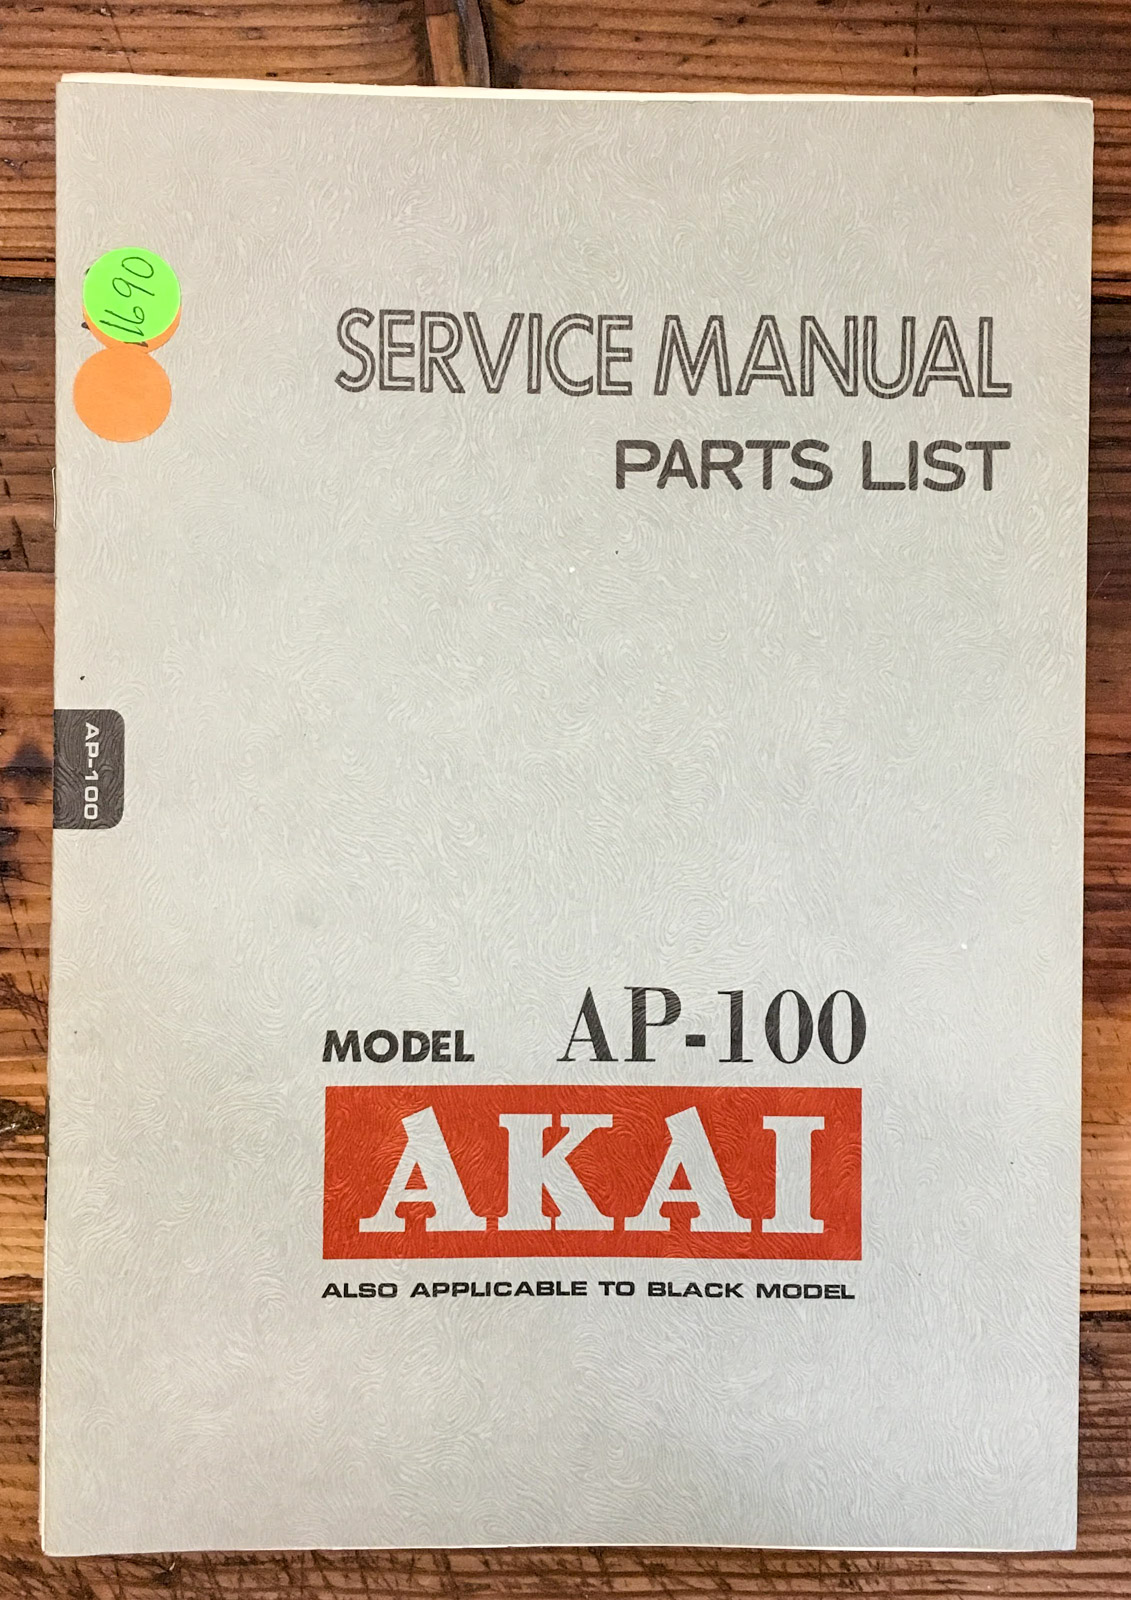 1690
SERVICE MANUAL
PARTS LIST
AP-100
MODEL AP-100
AKAI
ALSO APPLICABLE TO BLACK MODEL